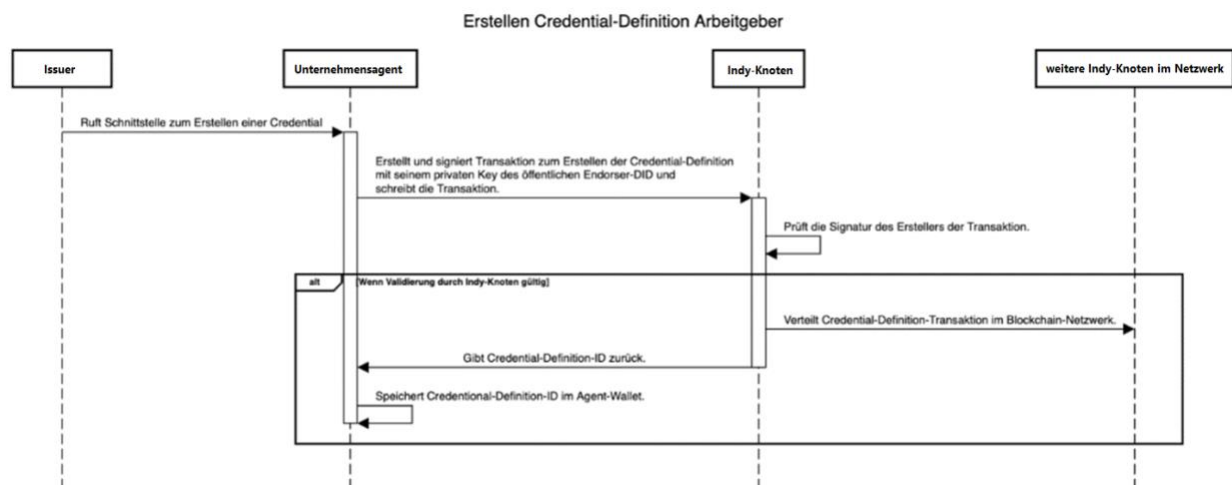 Erstellen Credential-Definition Arbeitgeber
Issuer
Unternehmensagent
Indy-Knoten
weitere Indy-Knoten im Netzwerk
Ruft Schnittstelle zum Erstellen einer Credential
Erstellt und signiert Transaktion zum Erstellen der Credential-Definition
mit seinem privaten Key des öffentlichen Endorser-DID und
schreibt die Transaktion.
Prüft die Signatur des Erstellers der Transaktion.
alt
[Wenn Validierung durch Indy-Knoten gültig]
Verteilt Credential-Definition-Transaktion im Blockchain-Netzwerk.
Gibt Credential-Definition-ID zurück.
Speichert Credentional-Definition-ID im Agent-Wallet.